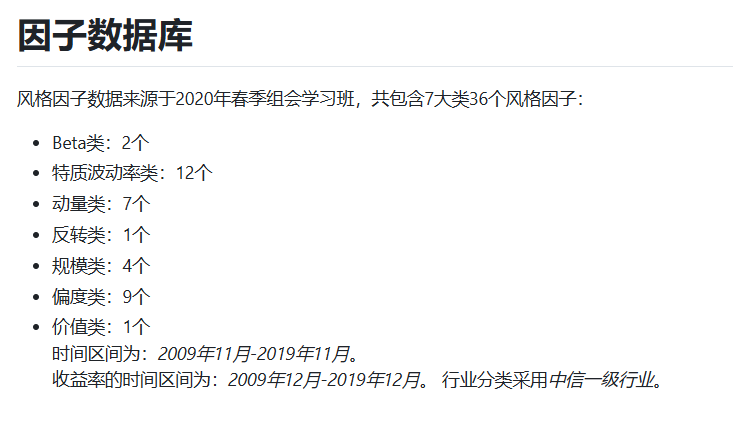 因子数据库
风格因子数据来源于2020年春季组会学习班，共包含7大类36个风格因子：
Beta类：2个
特质波动率类：12个
动量类：7个
反转类：1个
规模类：4个
偏度类：9个
价值类：1个
时间区间为：2009年11月-2019年11月。
收益率的时间区间为：2009年12月-2019年12月。 行业分类采用中信一级行业。